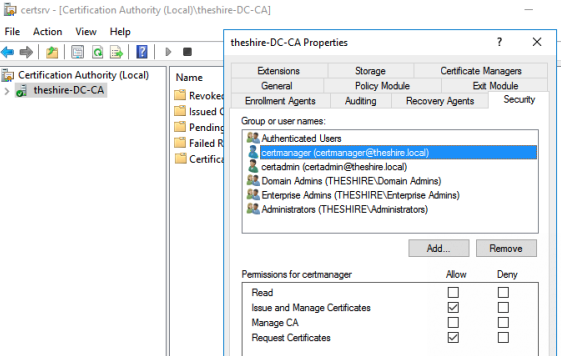 certsrv - [Certification Authority (Local)\theshire-DC-CA]
File Action View Help
Certification Authority (Local)
theshire-DC-CA
Name
Revoked
Issued C
Pending
Failed R
Certifica
theshire-DC-CA Properties
? X
Extensions Storage Certificate Managers
General Policy Module Exit Module
Enrollment Agents Auditing Recovery Agents Security
Group or user names:
Authenticated Users
certmanager (certmanager@theshire.local)
certadmin (certadmin@theshire.local)
Domain Admins (THESHIRE\Domain Admins)
Enterprise Admins (THESHIRE\Enterprise Admins)
Administrators (THESHIRE\Administrators)
Add... Remove
Permissions for certmanager Allow Deny
Read
Issue and Manage Certificates
Manage CA
Request Certificates